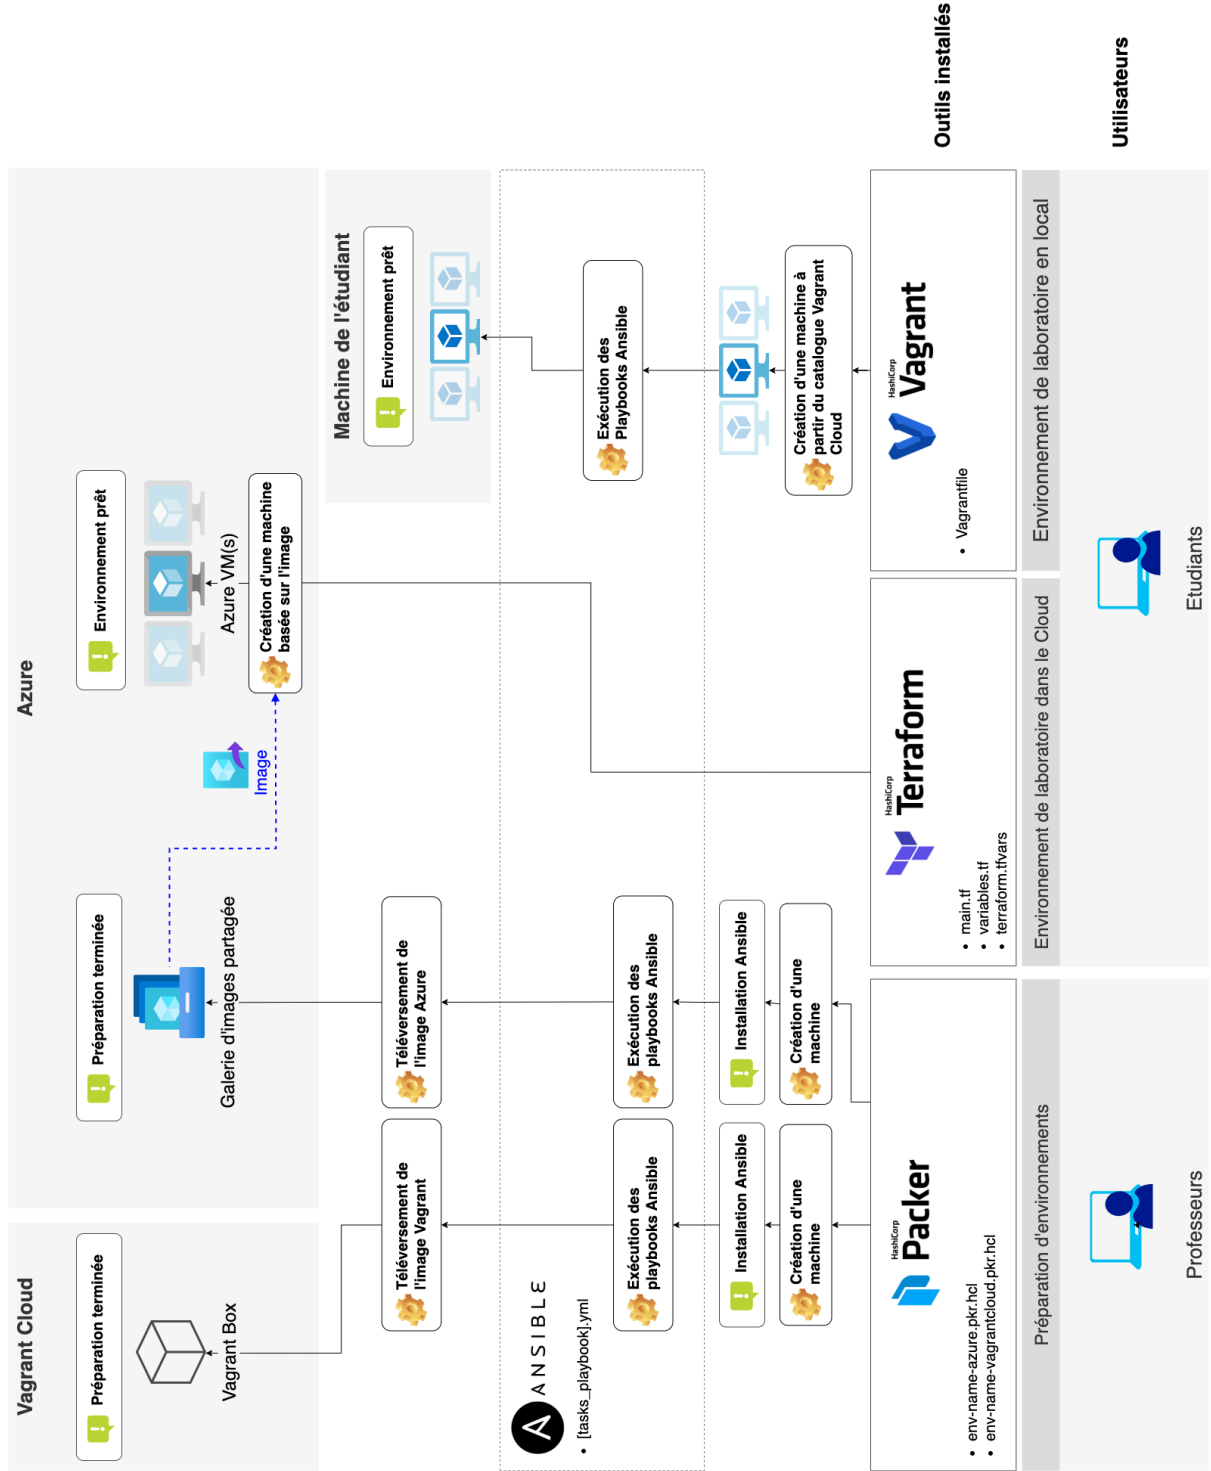 Vagrant Cloud
Azure
Préparation terminée
Préparation terminée
Environnement prêt
Vagrant Box
Galerie d'images partagée
Image
Azure VM(s)
Création d'une machine
basée sur l'image
Machine de l'étudiant
Environnement prêt
Téléversement de
l'image Vagrant
Téléversement de
l'image Azure
ANSIBLE
• [tasks_playbook].yml
Exécution des
playbooks Ansible
Exécution des
playbooks Ansible
Exécution des
Playbooks Ansible
Installation Ansible
Installation Ansible
Création d'une
machine
Création d'une
machine
Création d'une machine à
partir du catalogue Vagrant
Cloud
HashiCorp
Packer
• env-name-azure.pkr.hcl
• env-name-vagrantcloud.pkr.hcl
HashiCorp
Terraform
• main.tf
• variables.tf
• terraform.tfvars
HashiCorp
Vagrant
• Vagrantfile
Outils installés
Préparation d'environnements
Environnement de laboratoire dans le Cloud
Environnement de laboratoire en local
Utilisateurs
Professeurs
Etudiants